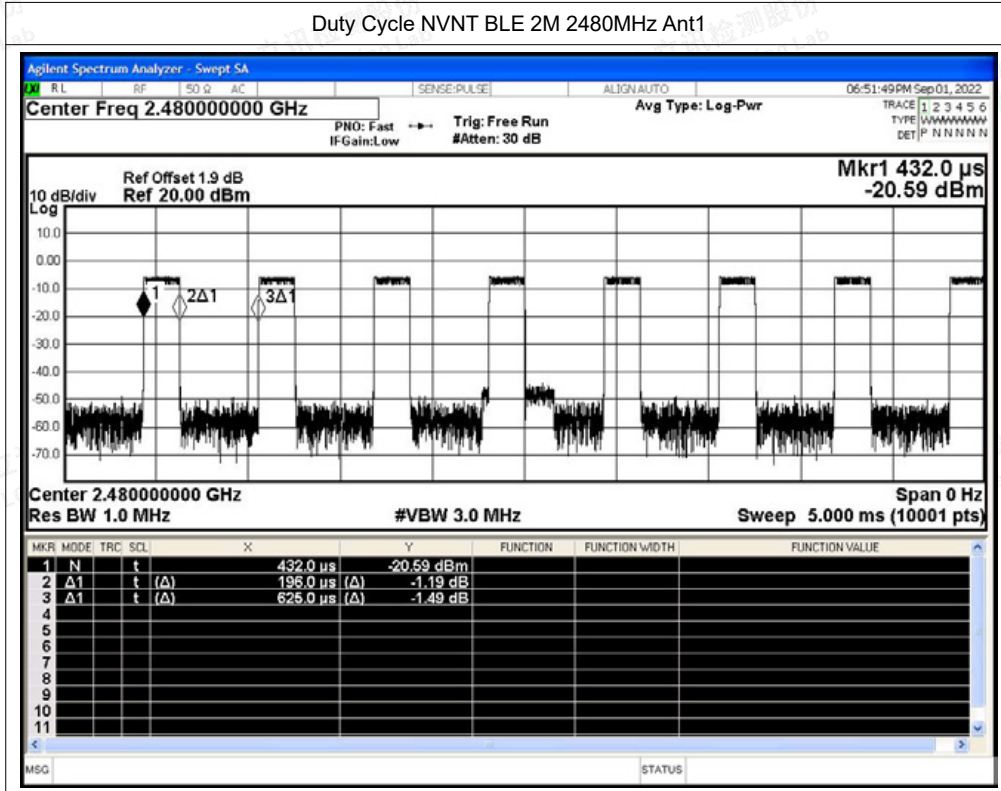 Duty Cycle NVNT BLE 2M 2480MHz Ant1
Agilent Spectrum Analyzer - Swept SA
RL RF 50 Ω AC SENSE:PULSE ALIGN AUTO 06:51:49 PM Sep 01, 2022
Center Freq 2.480000000 GHz Avg Type: Log-Pwr TRACE 1 2 3 4 5 6
PNO: Fast Trig: Free Run TYPE WWWWWW
IFGain:Low #Atten: 30 dB DET P N N N N N
Mkr1 432.0 µs
-20.59 dBm
Ref Offset 1.9 dB
10 dB/div Ref 20.00 dBm
Log
10.0
0.00
-10.0
-20.0
-30.0
-40.0
-50.0
-60.0
-70.0
1 2Δ1 3Δ1
Center 2.480000000 GHz Span 0 Hz
Res BW 1.0 MHz #VBW 3.0 MHz Sweep 5.000 ms (10001 pts)
MKR MODE TRC SCL X Y FUNCTION FUNCTION WIDTH FUNCTION VALUE
1 N t 432.0 µs -20.59 dBm
2 Δ1 t (Δ) 196.0 µs (Δ) -1.19 dB
3 Δ1 t (Δ) 625.0 µs (Δ) -1.49 dB
4
5
6
7
8
9
10
11
MSG STATUS